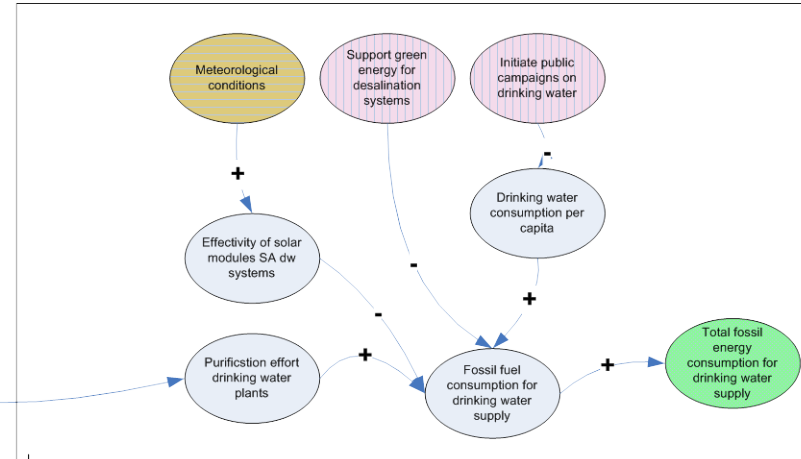 Meteorological
conditions
Support green
energy for
desalination
systems
Initiate public
campaigns on
drinking water
+
-
Drinking water
consumption per
capita
Effectivity of solar
modules SA dw
systems
-
+
-
Total fossil
energy
consumption for
drinking water
supply
Purificstion effort
drinking water
plants
+
Fossil fuel
consumption for
drinking water
supply
+